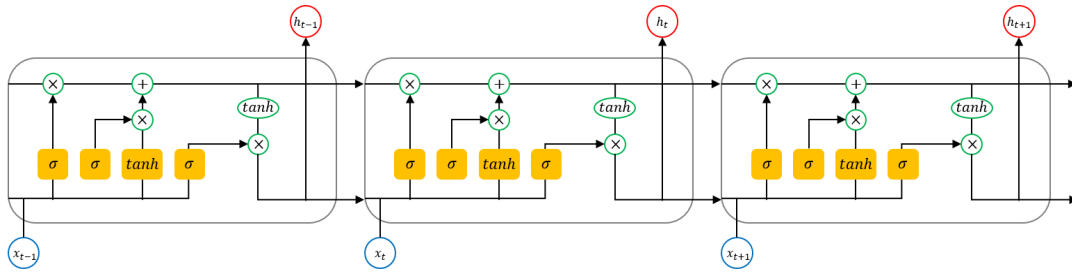 h_{t−1} h_t h_{t+1}
× + × + × +
tanh tanh tanh
× × ×
× × ×
σ σ tanh σ σ σ tanh σ σ σ tanh σ
x_{t−1} x_t x_{t+1}